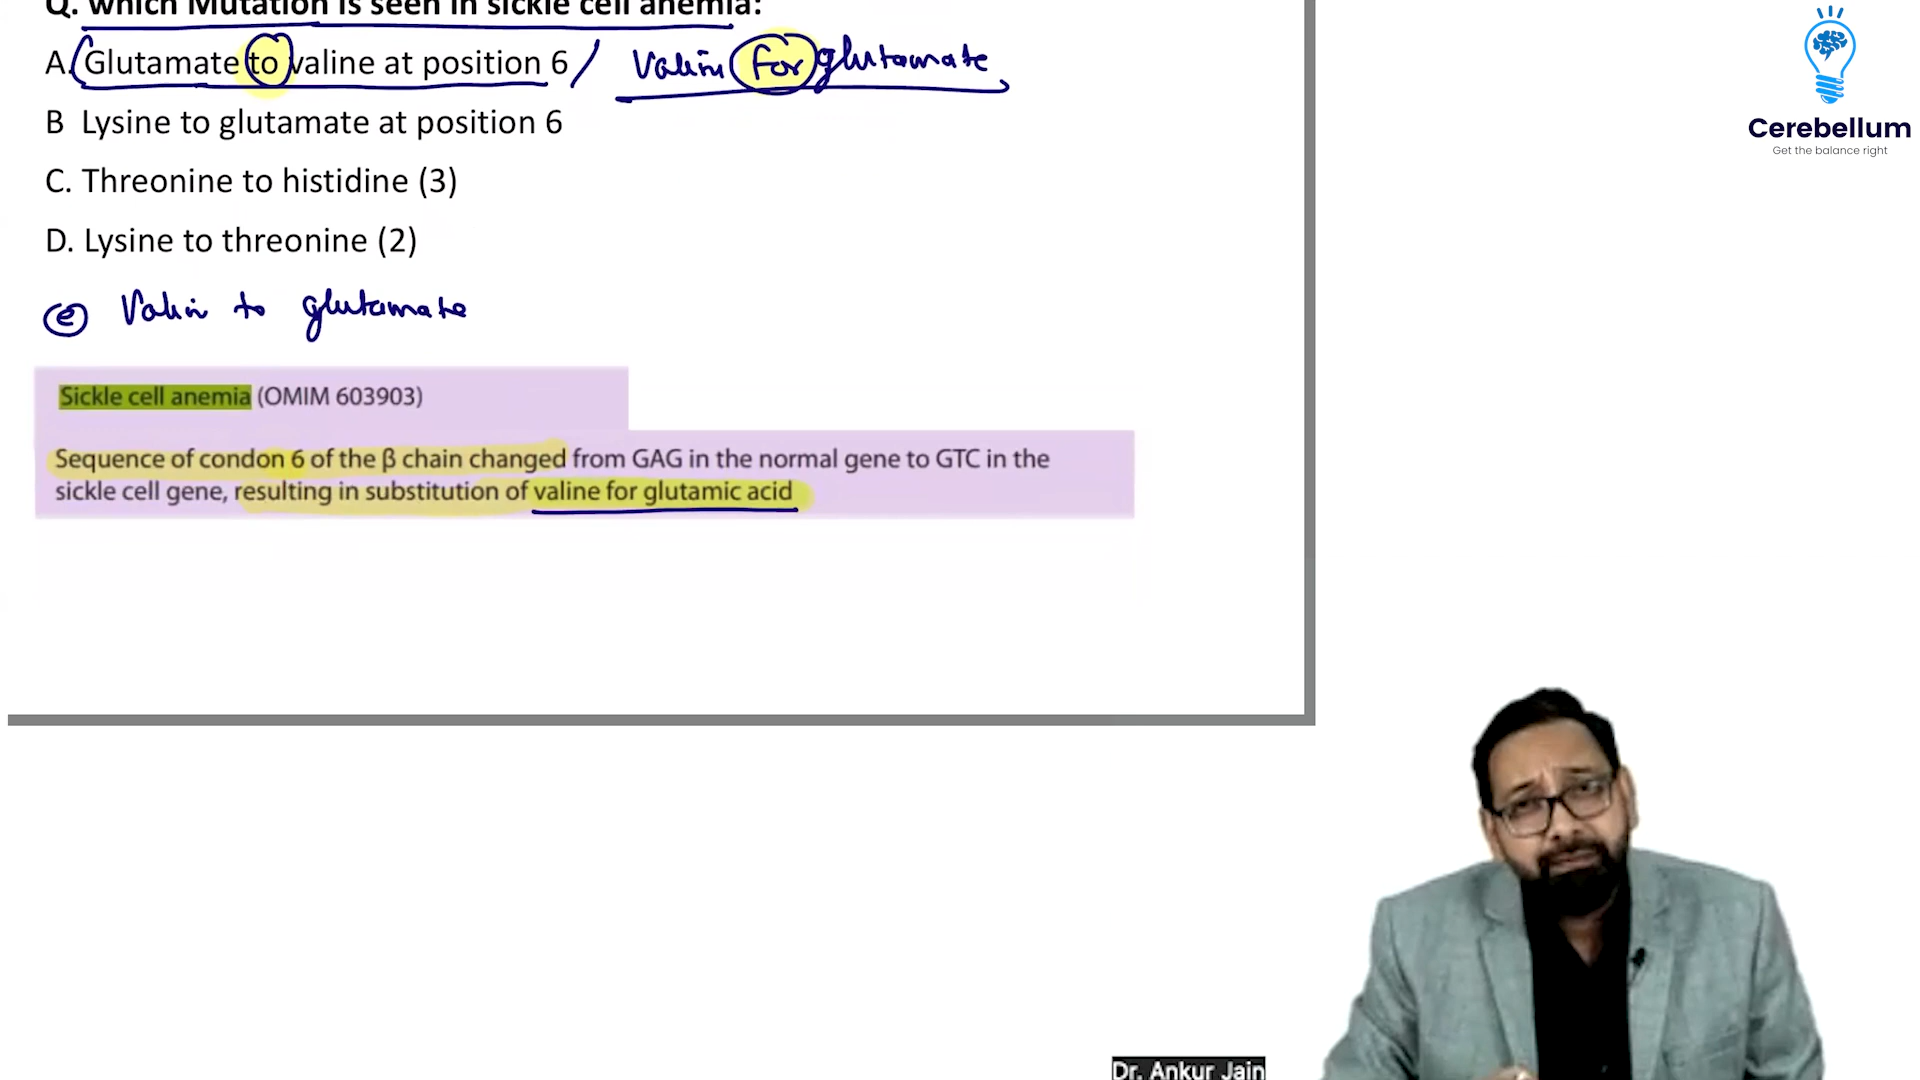 Q. Which Mutation is seen in sickle cell anemia:
A. Glutamate to valine at position 6 / Valin for glutamate
B Lysine to glutamate at position 6
C. Threonine to histidine (3)
D. Lysine to threonine (2)
e Valin to glutamate
Sickle cell anemia (OMIM 603903)
Sequence of condon 6 of the β chain changed from GAG in the normal gene to GTC in the
sickle cell gene, resulting in substitution of valine for glutamic acid
Cerebellum
Get the balance right
Dr. Ankur Jain